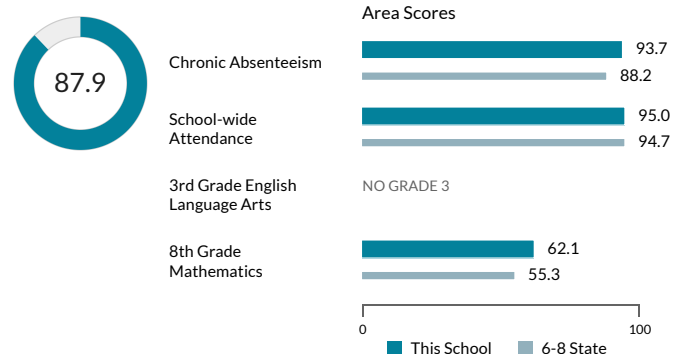 Area Scores
87.9
Chronic Absenteeism
93.7
88.2
School-wide
Attendance
95.0
94.7
3rd Grade English
Language Arts
NO GRADE 3
8th Grade
Mathematics
62.1
55.3
0
100
This School
6-8 State